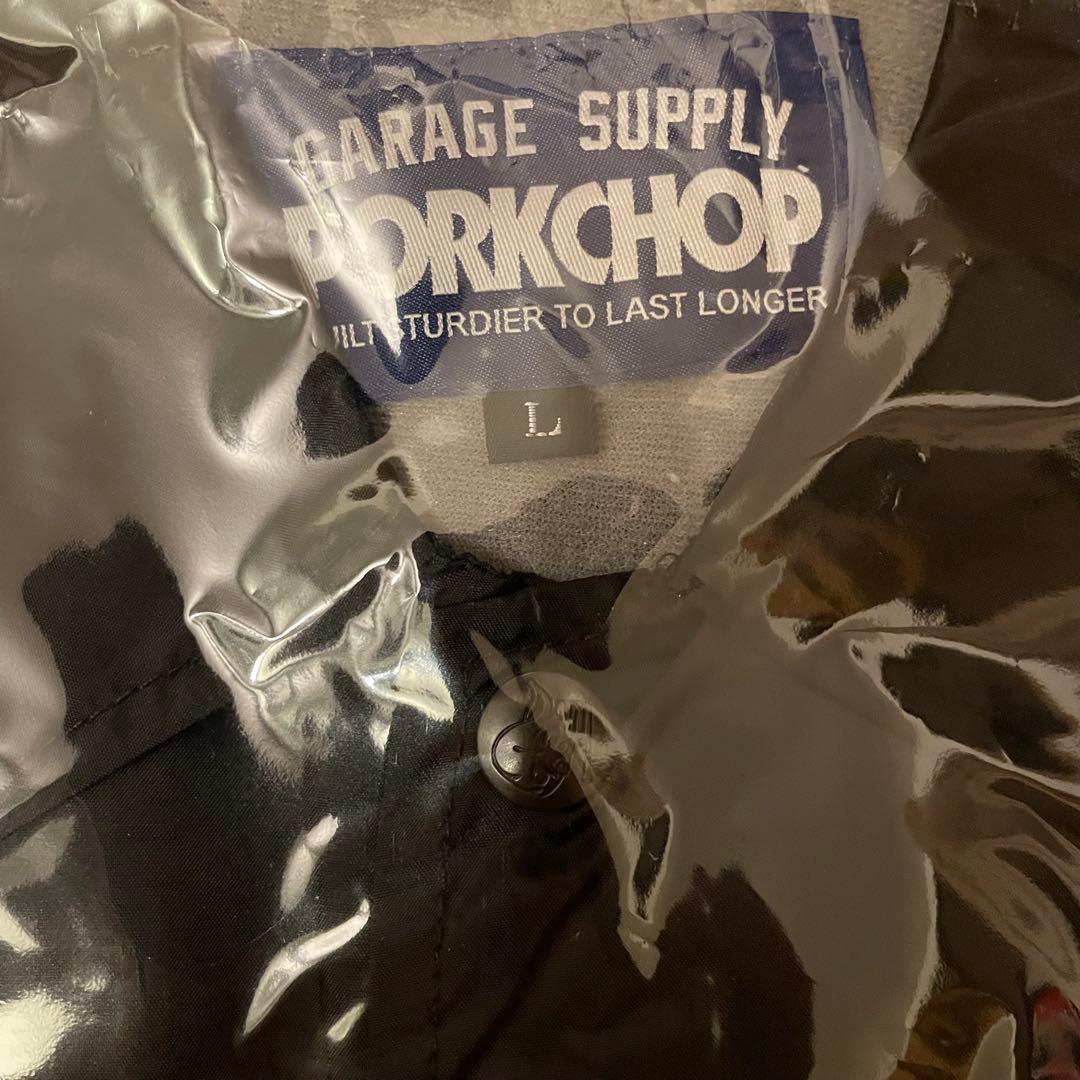 GARAGE SUPPLY
PORKCHOP
STURDIER TO LAST LONGER
L